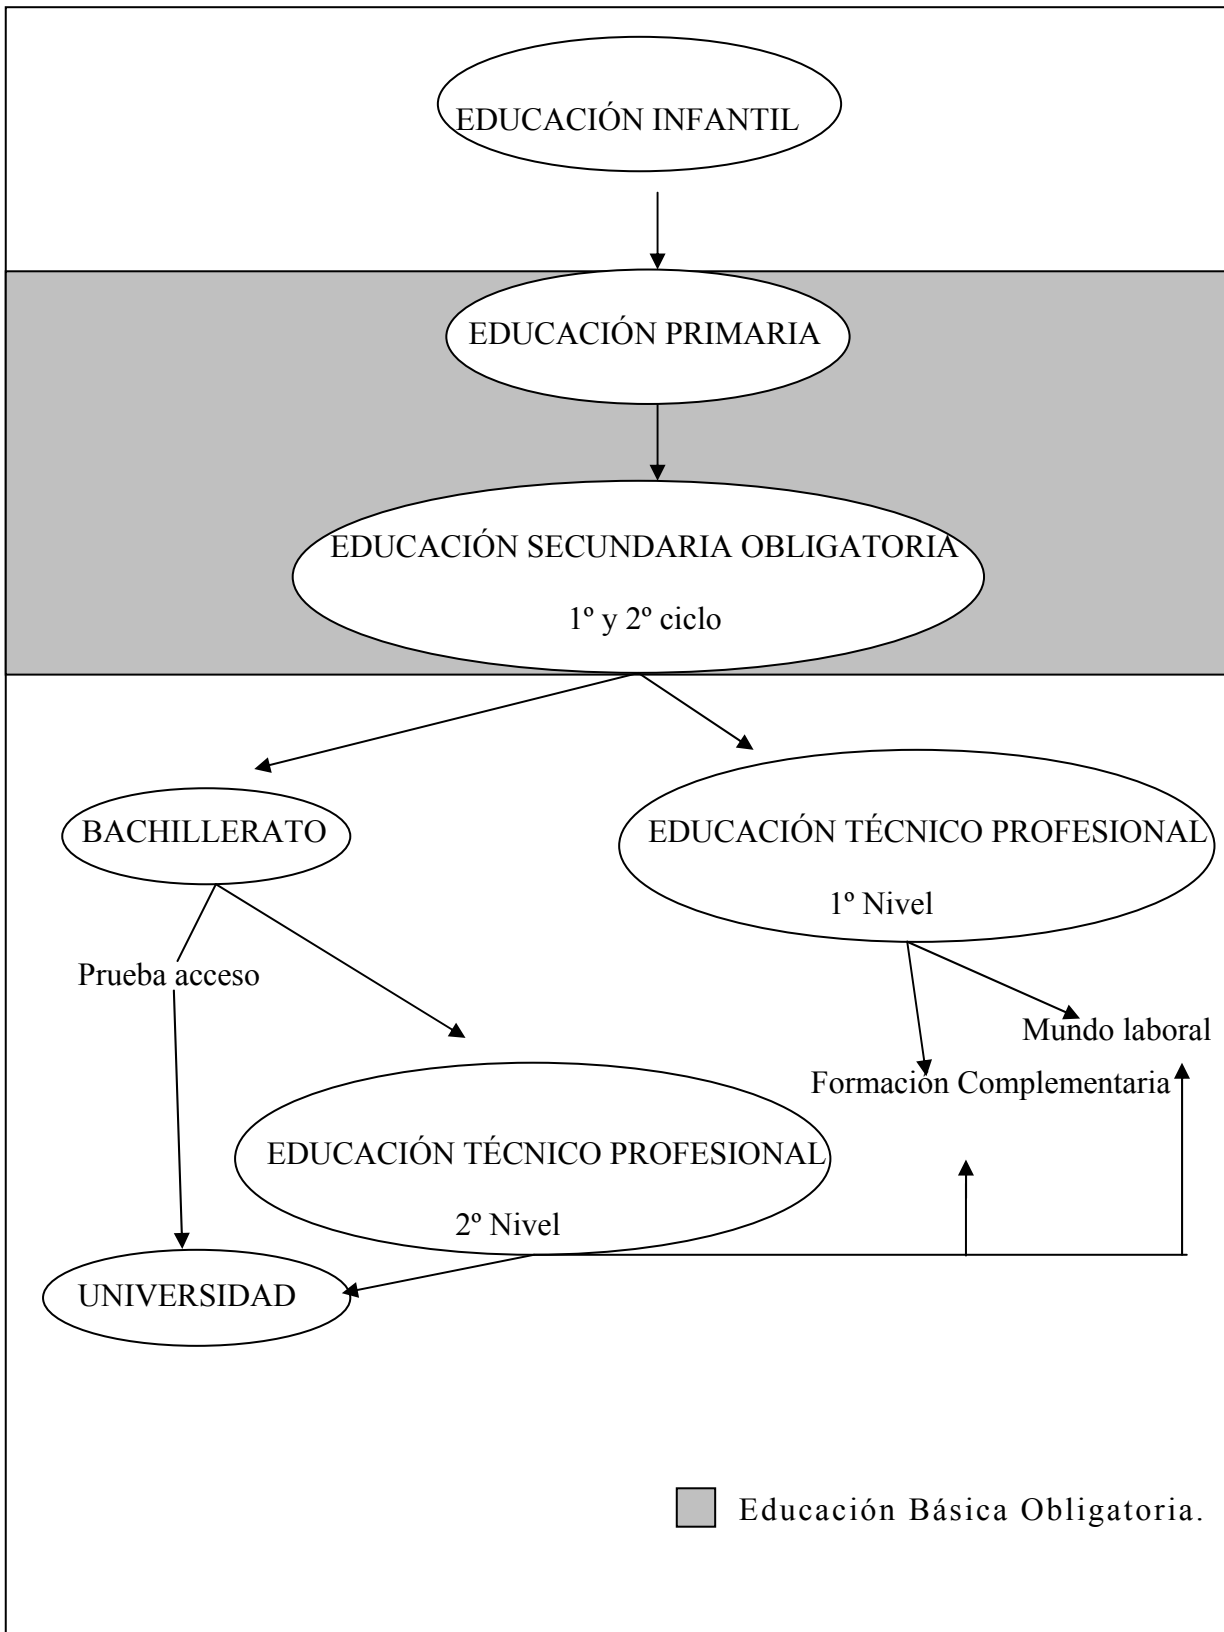 EDUCACIÓN INFANTIL
EDUCACIÓN PRIMARIA
EDUCACIÓN SECUNDARIA OBLIGATORIA
1º y 2º ciclo
BACHILLERATO
EDUCACIÓN TÉCNICO PROFESIONAL
1º Nivel
Prueba acceso
Mundo laboral
Formación Complementaria
EDUCACIÓN TÉCNICO PROFESIONAL
2º Nivel
UNIVERSIDAD
Educación Básica Obligatoria.